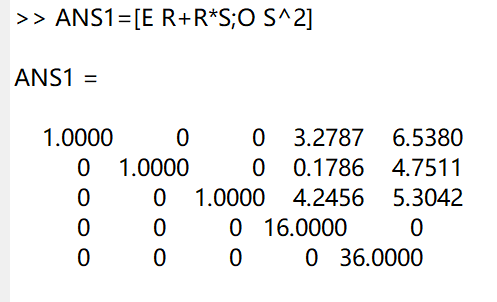 >> ANS1=[E R+R*S;O S^2]
ANS1 =
1.0000 0 0 3.2787 6.5380
0 1.0000 0 0.1786 4.7511
0 0 1.0000 4.2456 5.3042
0 0 0 16.0000 0
0 0 0 0 36.0000